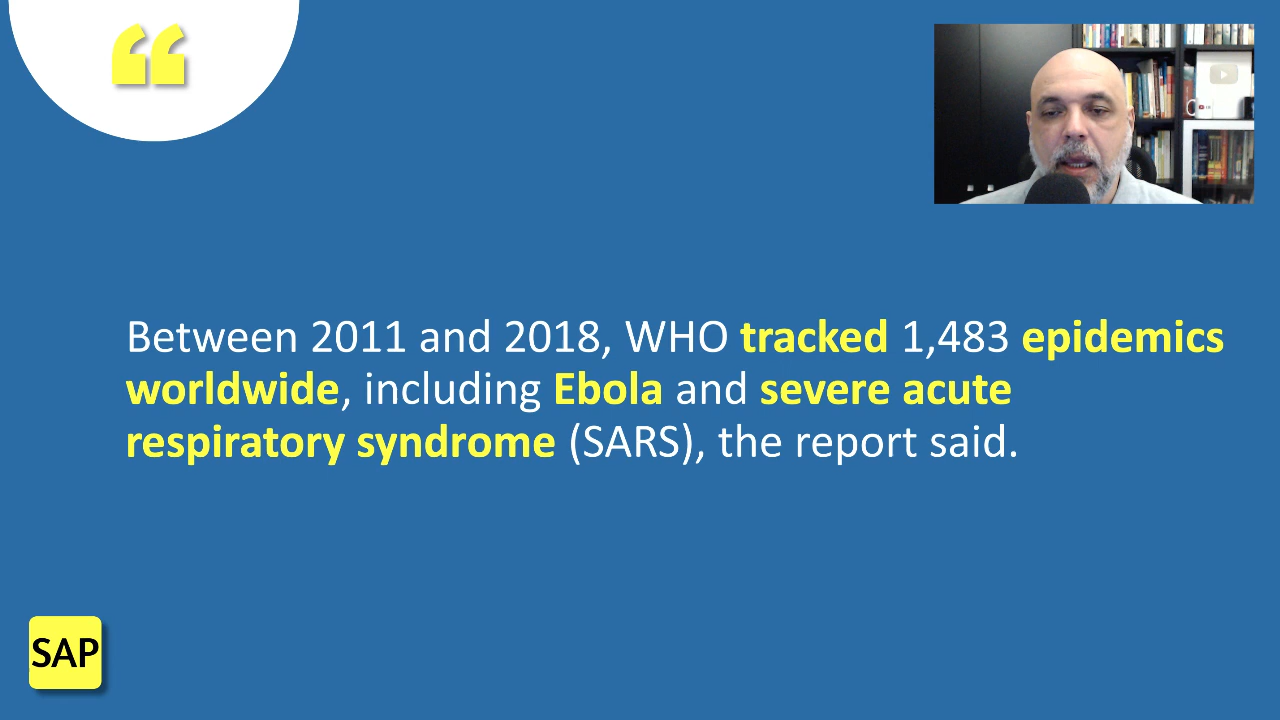 “
Between 2011 and 2018, WHO tracked 1,483 epidemics
worldwide, including Ebola and severe acute
respiratory syndrome (SARS), the report said.
SAP